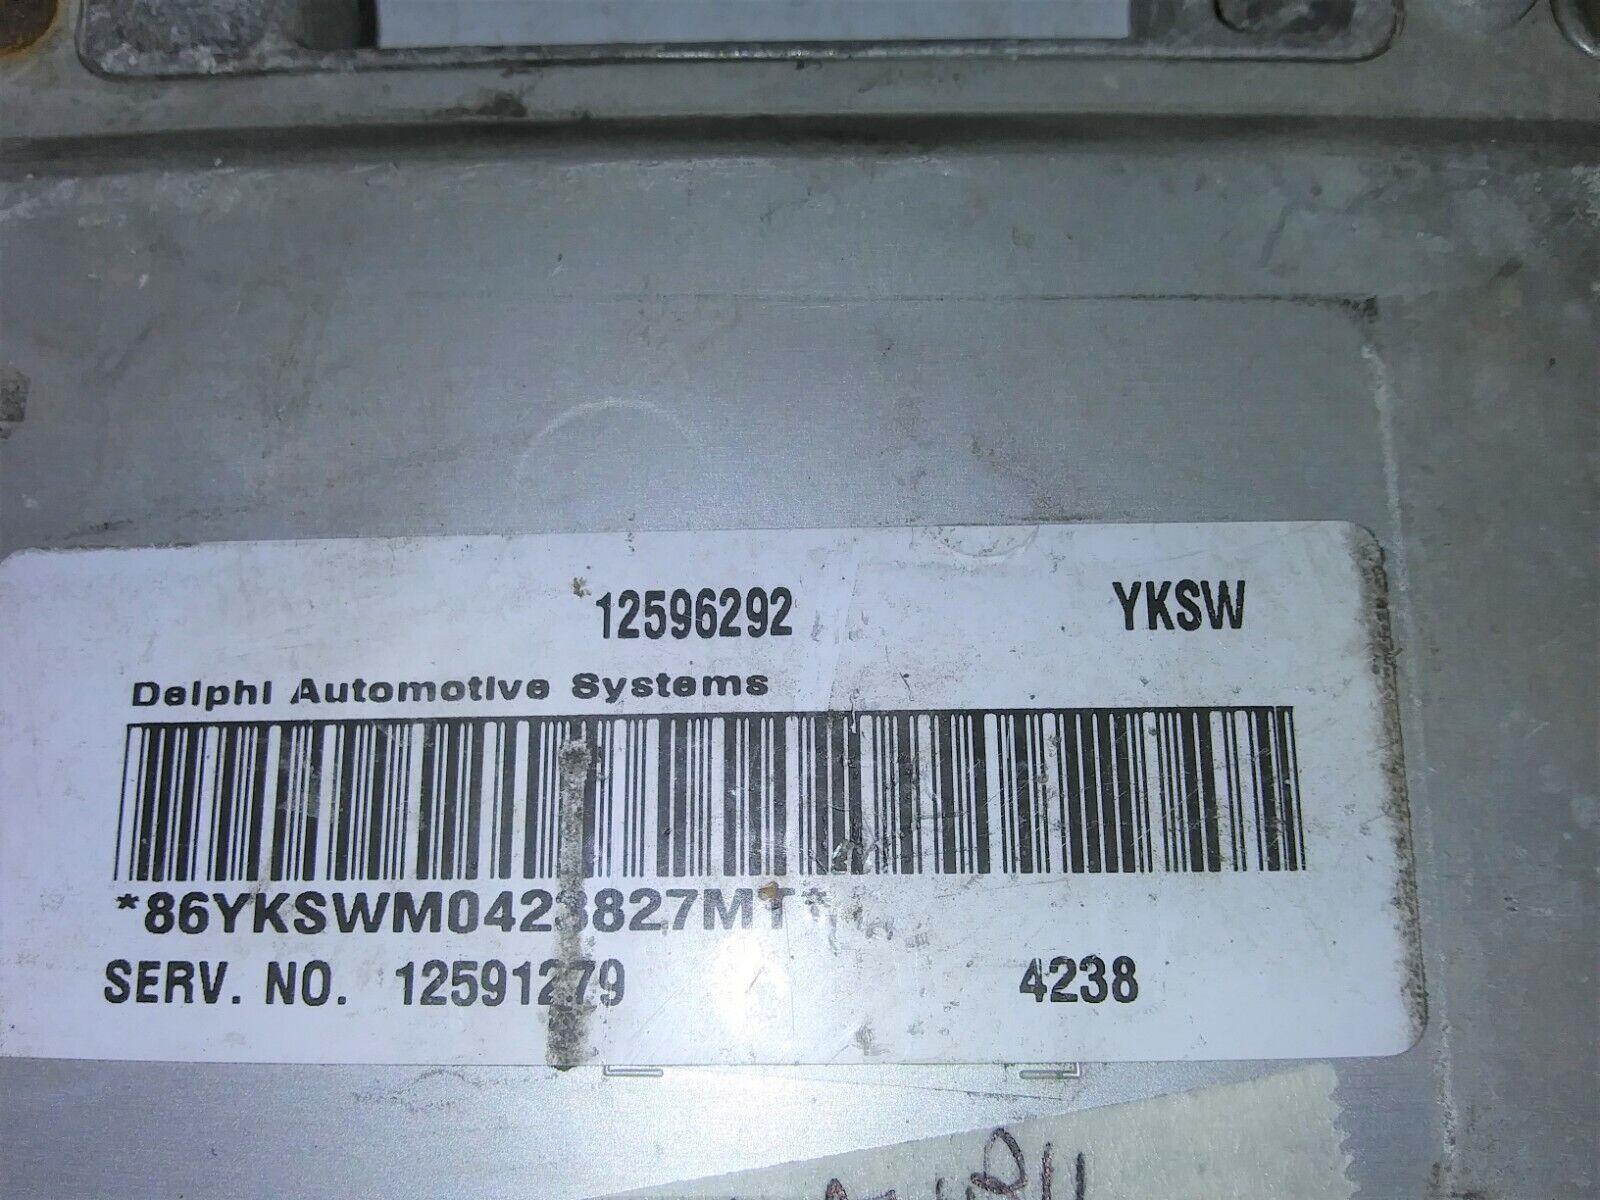 12596292 YKSW
Delphi Automotive Systems
*86YKSWM0423827MT*
SERV. NO. 12591279 4238